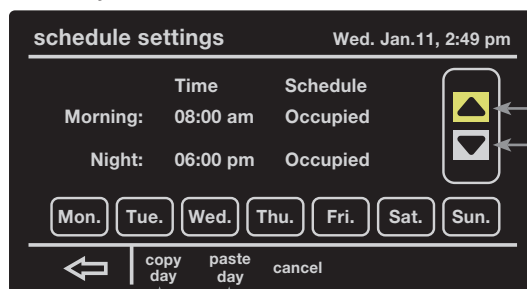 schedule settings Wed. Jan.11, 2:49 pm
Time Schedule
Morning: 08:00 am Occupied
Night: 06:00 pm Occupied
Mon. Tue. Wed. Thu. Fri. Sat. Sun.
copy day paste day cancel